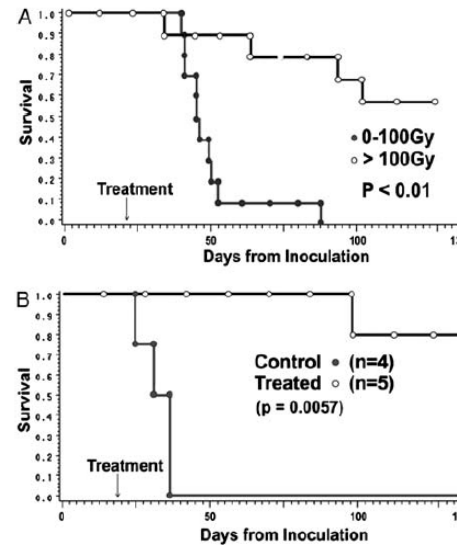 A
1.0
0.9
0.8
0.7
0.6
0.5
0.4
0.3
0.2
0.1
0.0
Survival
● 0-100Gy
○ > 100Gy
P < 0.01
Treatment
0 50 100
Days from Inoculation
B
1.0
0.9
0.8
0.7
0.6
0.5
0.4
0.3
0.2
0.1
0.0
Survival
Control ● (n=4)
Treated ○ (n=5)
(p = 0.0057)
Treatment
0 50 100
Days from Inoculation